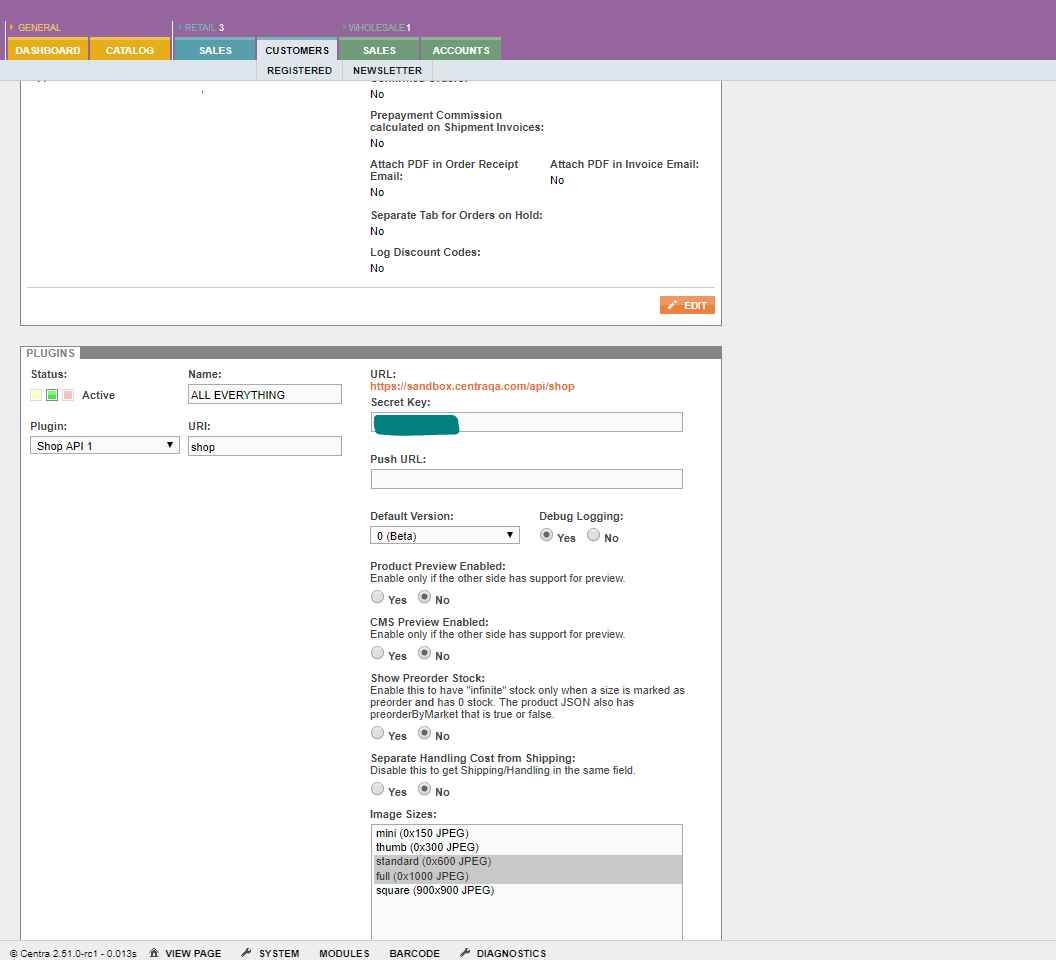 GENERAL
RETAIL 3
WHOLESALE 1
DASHBOARD
CATALOG
SALES
CUSTOMERS
SALES
ACCOUNTS
REGISTERED
NEWSLETTER
No
Prepayment Commission
calculated on Shipment Invoices:
No
Attach PDF in Order Receipt
Email:
No
Attach PDF in Invoice Email:
No
Separate Tab for Orders on Hold:
No
Log Discount Codes:
No
EDIT
PLUGINS
Status:
Active
Name:
ALL EVERYTHING
Plugin:
Shop API 1
URI:
shop
URL:
https://sandbox.centraqa.com/api/shop
Secret Key:
Push URL:
Default Version:
0 (Beta)
Debug Logging:
Yes No
Product Preview Enabled:
Enable only if the other side has support for preview.
Yes No
CMS Preview Enabled:
Enable only if the other side has support for preview.
Yes No
Show Preorder Stock:
Enable this to have "infinite" stock only when a size is marked as
preorder and has 0 stock. The product JSON also has
preorderByMarket that is true or false.
Yes No
Separate Handling Cost from Shipping:
Disable this to get Shipping/Handling in the same field.
Yes No
Image Sizes:
mini (0x150 JPEG)
thumb (0x300 JPEG)
standard (0x600 JPEG)
full (0x1000 JPEG)
square (900x900 JPEG)
© Centra 2.51.0-rc1 - 0.013s VIEW PAGE SYSTEM MODULES BARCODE DIAGNOSTICS